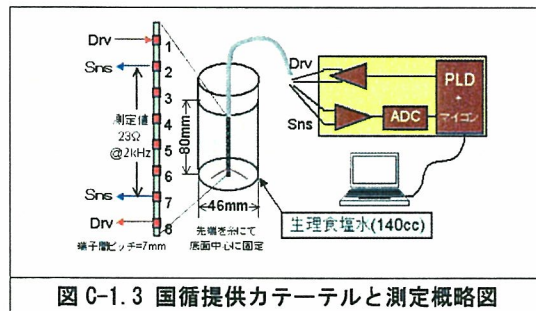 Drv
Sns
1
2
3
4
5
6
7
8
測定値
23Ω
@2kHz
Sns
Drv
端子間ピッチ=7mm
80mm
46mm
先端を糸にて
底面中心に固定
Drv
Sns
ADC
PLD
+
マイコン
生理食塩水(140cc)
図 C-1.3 国循提供カテーテルと測定概略図